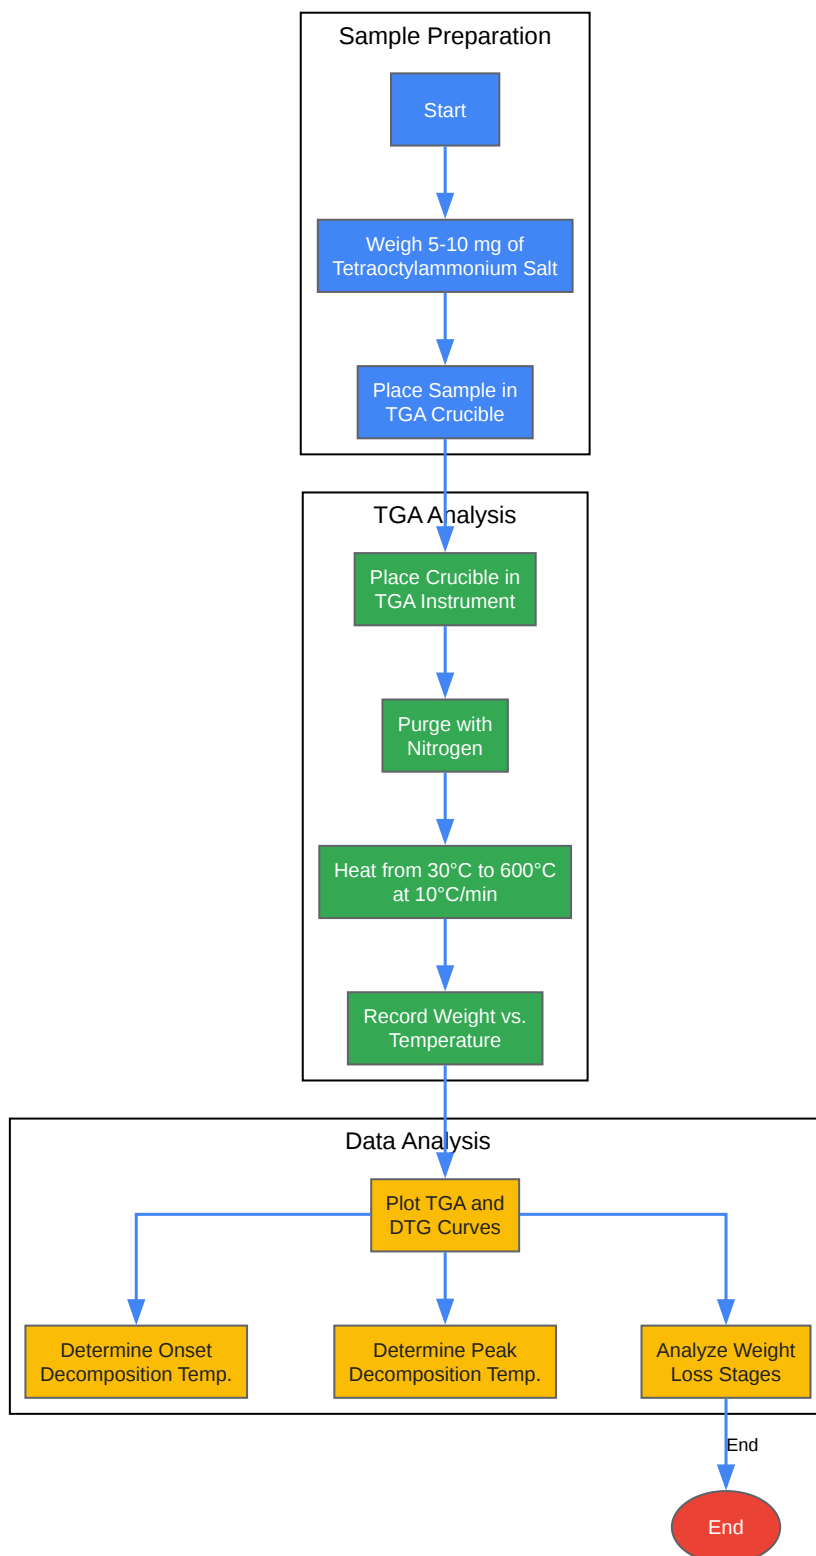 Sample Preparation
Start
Weigh 5-10 mg of
Tetraoctylammonium Salt
Place Sample in
TGA Crucible
TGA Analysis
Place Crucible in
TGA Instrument
Purge with
Nitrogen
Heat from 30°C to 600°C
at 10°C/min
Record Weight vs.
Temperature
Data Analysis
Plot TGA and
DTG Curves
Determine Onset
Decomposition Temp.
Determine Peak
Decomposition Temp.
Analyze Weight
Loss Stages
End
End